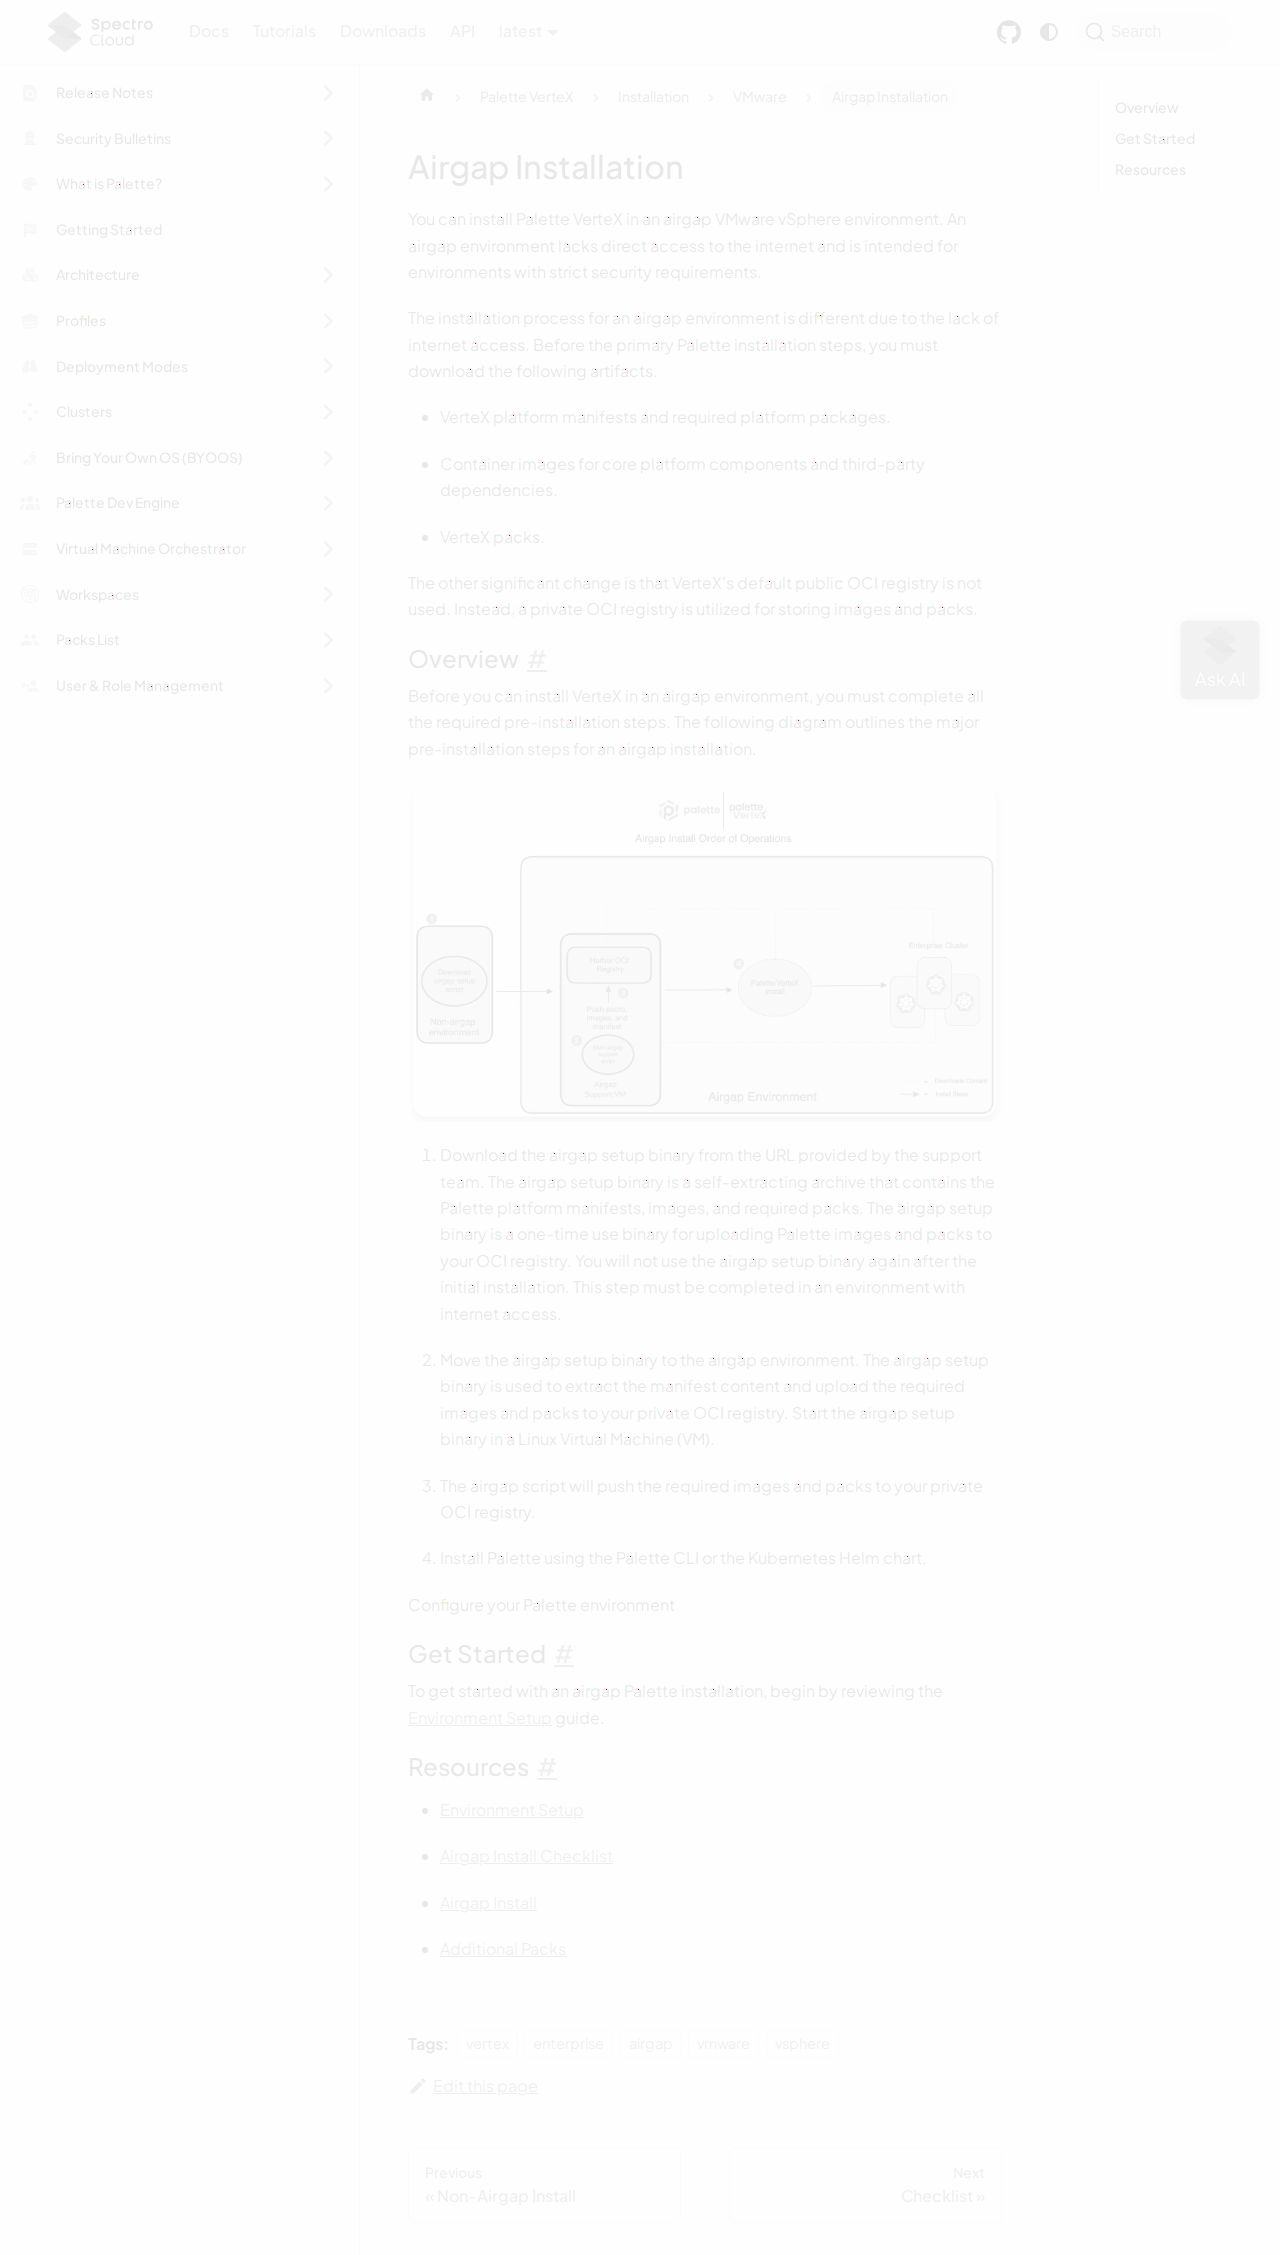 Spectro
Cloud
Docs
Tutorials
Downloads
API
latest
Search
Release Notes
Security Bulletins
What is Palette?
Getting Started
Architecture
Profiles
Deployment Modes
Clusters
Bring Your Own OS (BYOOS)
Palette Dev Engine
Virtual Machine Orchestrator
Workspaces
Packs List
User & Role Management
Palette VerteX
Installation
VMware
Airgap Installation
Overview
Get Started
Resources
Airgap Installation
You can install Palette VerteX in an airgap VMware vSphere environment. An
airgap environment lacks direct access to the internet and is intended for
environments with strict security requirements.
The installation process for an airgap environment is different due to the lack of
internet access. Before the primary Palette installation steps, you must
download the following artifacts.
VerteX platform manifests and required platform packages.
Container images for core platform components and third-party
dependencies.
VerteX packs.
The other significant change is that VerteX's default public OCI registry is not
used. Instead, a private OCI registry is utilized for storing images and packs.
Overview #
Before you can install VerteX in an airgap environment, you must complete all
the required pre-installation steps. The following diagram outlines the major
pre-installation steps for an airgap installation.
palette
palette
VerteX
Airgap Install Order of Operations
1
Download
airgap setup
script
Non-airgap
environment
Harbor OCI
Registry
3
Push packs,
images, and
manifest
2
Airgap
Support VM
4
Palette/VerteX
Install
Enterprise Cluster
Airgap Environment
Downloads Content
Install Steps
1. Download the airgap setup binary from the URL provided by the support
team. The airgap setup binary is a self-extracting archive that contains the
Palette platform manifests, images, and required packs. The airgap setup
binary is a one-time use binary for uploading Palette images and packs to
your OCI registry. You will not use the airgap setup binary again after the
initial installation. This step must be completed in an environment with
internet access.
2. Move the airgap setup binary to the airgap environment. The airgap setup
binary is used to extract the manifest content and upload the required
images and packs to your private OCI registry. Start the airgap setup
binary in a Linux Virtual Machine (VM).
3. The airgap script will push the required images and packs to your private
OCI registry.
4. Install Palette using the Palette CLI or the Kubernetes Helm chart.
Configure your Palette environment
Get Started #
To get started with an airgap Palette installation, begin by reviewing the
Environment Setup guide.
Resources #
Environment Setup
Airgap Install Checklist
Airgap Install
Additional Packs
Tags: vertex enterprise airgap vmware vsphere
Edit this page
Previous
« Non-Airgap Install
Next
Checklist »
Ask AI